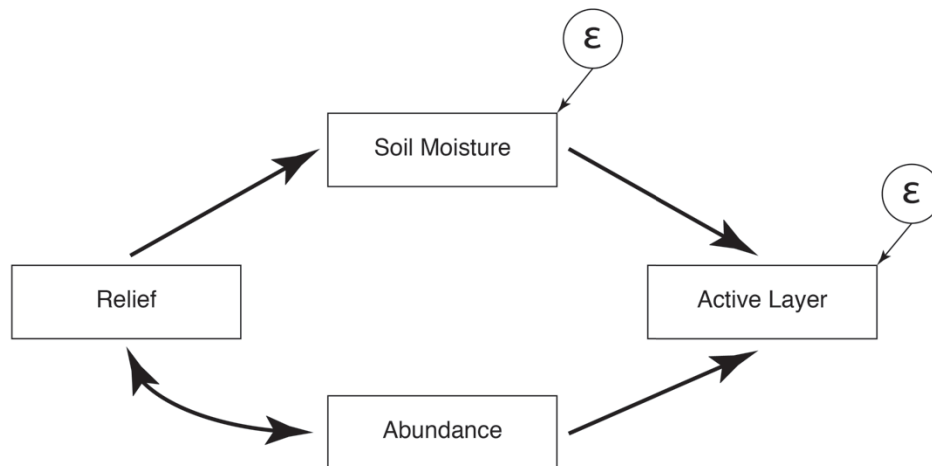 ε
Soil Moisture
ε
Relief
Active Layer
Abundance